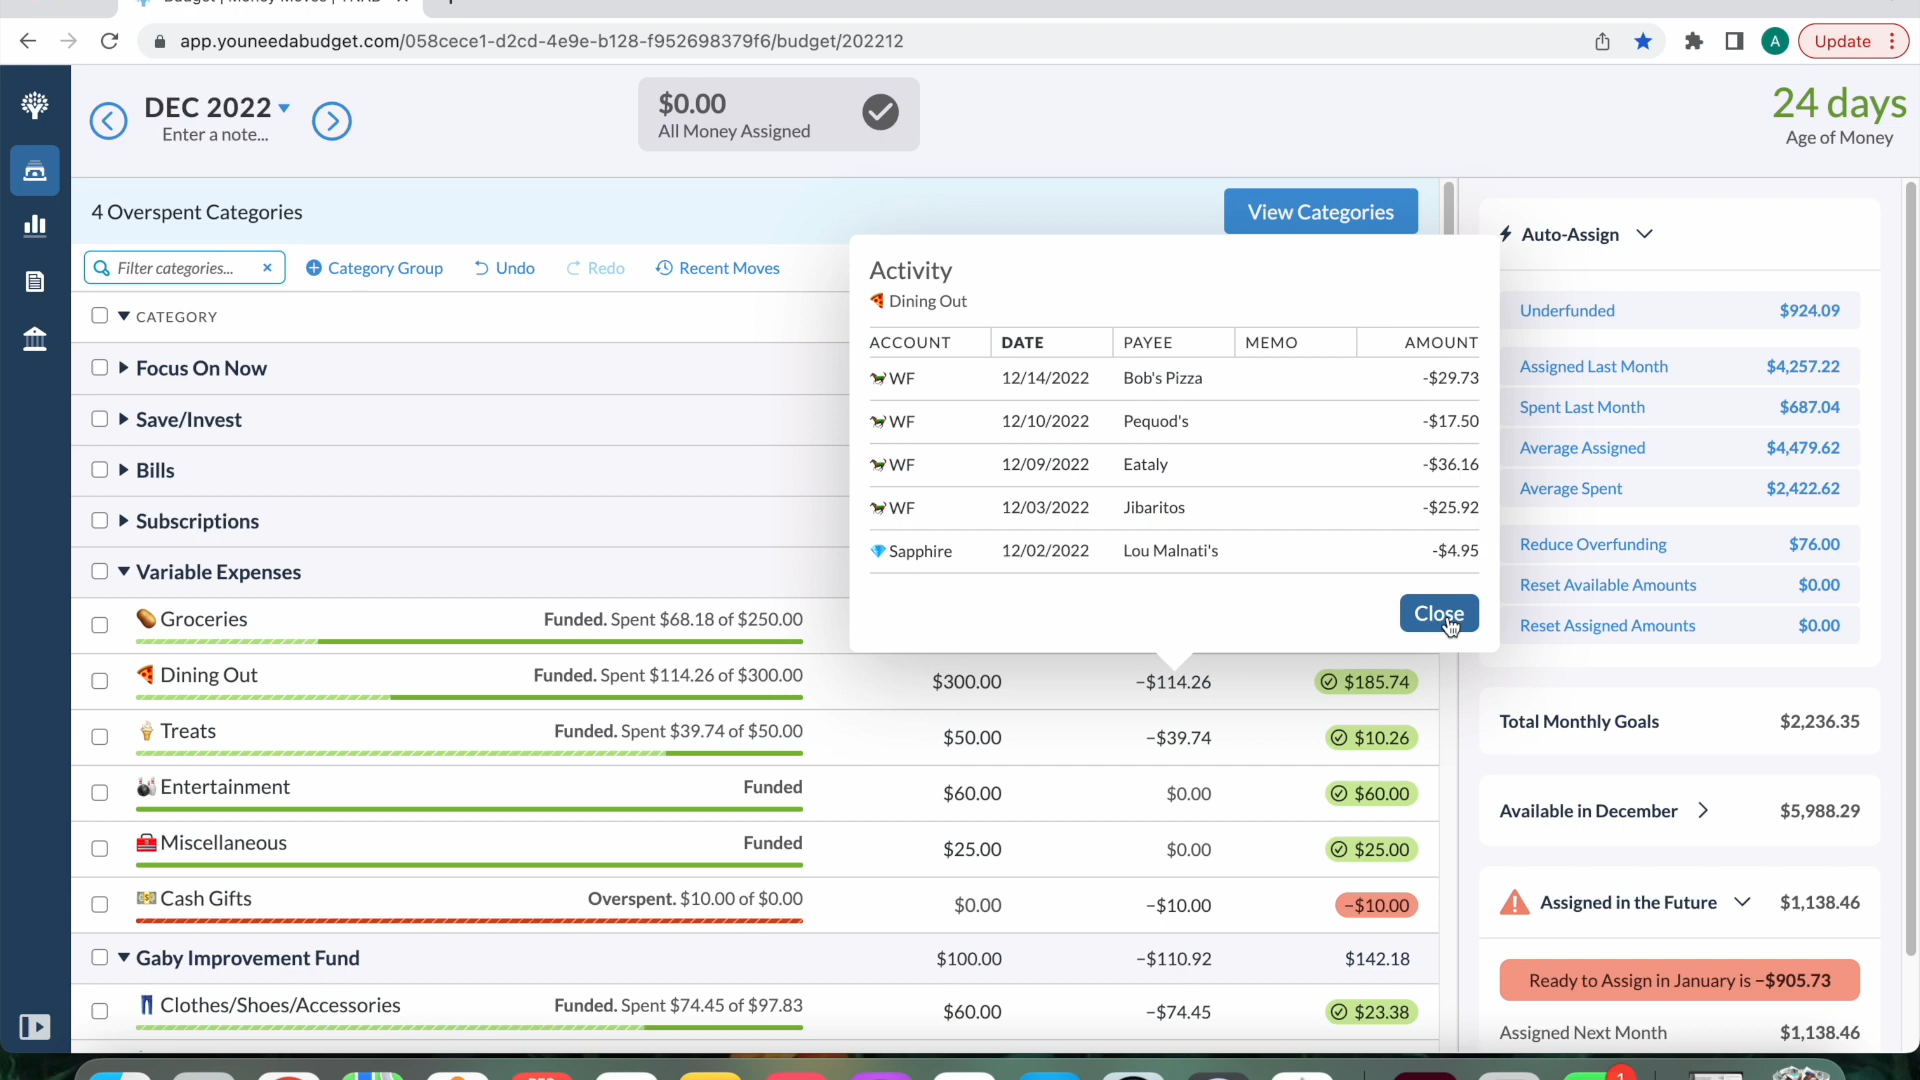 app.youneedabudget.com/058cece1-d2cd-4e9e-b128-f952698379f6/budget/202212
A
Update
DEC 2022
Enter a note...
$0.00
All Money Assigned
24 days
Age of Money
4 Overspent Categories
View Categories
Filter categories...
Category Group
Undo
Redo
Recent Moves
CATEGORY
Focus On Now
Save/Invest
Bills
Subscriptions
Variable Expenses
Groceries Funded. Spent $68.18 of $250.00
Dining Out Funded. Spent $114.26 of $300.00 $300.00 −$114.26 $185.74
Treats Funded. Spent $39.74 of $50.00 $50.00 −$39.74 $10.26
Entertainment Funded $60.00 $0.00 $60.00
Miscellaneous Funded $25.00 $0.00 $25.00
Cash Gifts Overspent. $10.00 of $0.00 $0.00 −$10.00 −$10.00
Gaby Improvement Fund $100.00 −$110.92 $142.18
Clothes/Shoes/Accessories Funded. Spent $74.45 of $97.83 $60.00 −$74.45 $23.38
Activity
Dining Out
ACCOUNT DATE PAYEE MEMO AMOUNT
WF 12/14/2022 Bob's Pizza -$29.73
WF 12/10/2022 Pequod's -$17.50
WF 12/09/2022 Eataly -$36.16
WF 12/03/2022 Jibaritos -$25.92
Sapphire 12/02/2022 Lou Malnati's -$4.95
Close
Auto-Assign
Underfunded $924.09
Assigned Last Month $4,257.22
Spent Last Month $687.04
Average Assigned $4,479.62
Average Spent $2,422.62
Reduce Overfunding $76.00
Reset Available Amounts $0.00
Reset Assigned Amounts $0.00
Total Monthly Goals $2,236.35
Available in December $5,988.29
Assigned in the Future $1,138.46
Ready to Assign in January is −$905.73
Assigned Next Month $1,138.46